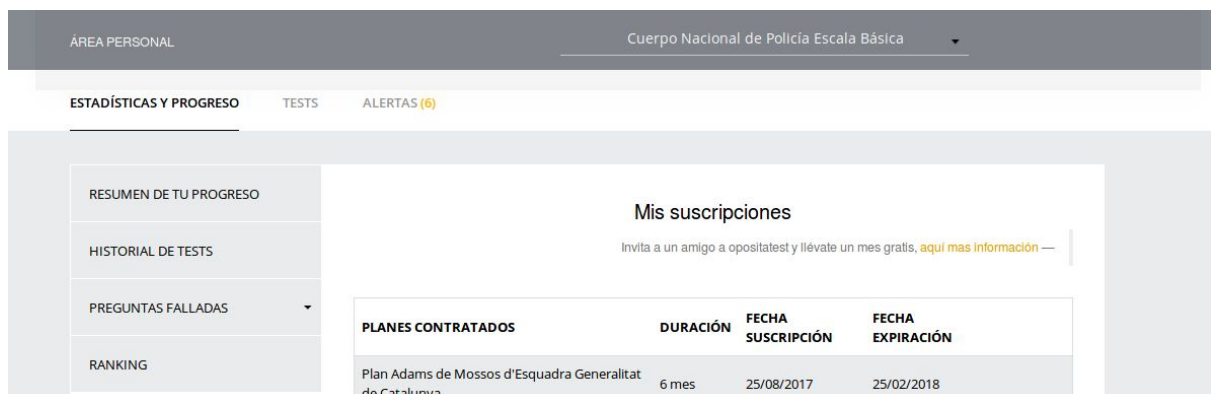 ÁREA PERSONAL
Cuerpo Nacional de Policía Escala Básica
ESTADÍSTICAS Y PROGRESO TESTS ALERTAS (6)
RESUMEN DE TU PROGRESO
HISTORIAL DE TESTS
PREGUNTAS FALLADAS
RANKING
Mis suscripciones
Invita a un amigo a opositatest y llévate un mes gratis, aquí mas información —
PLANES CONTRATADOS DURACIÓN FECHA SUSCRIPCIÓN FECHA EXPIRACIÓN
Plan Adams de Mossos d'Esquadra Generalitat
de Catalunya
6 mes 25/08/2017 25/02/2018